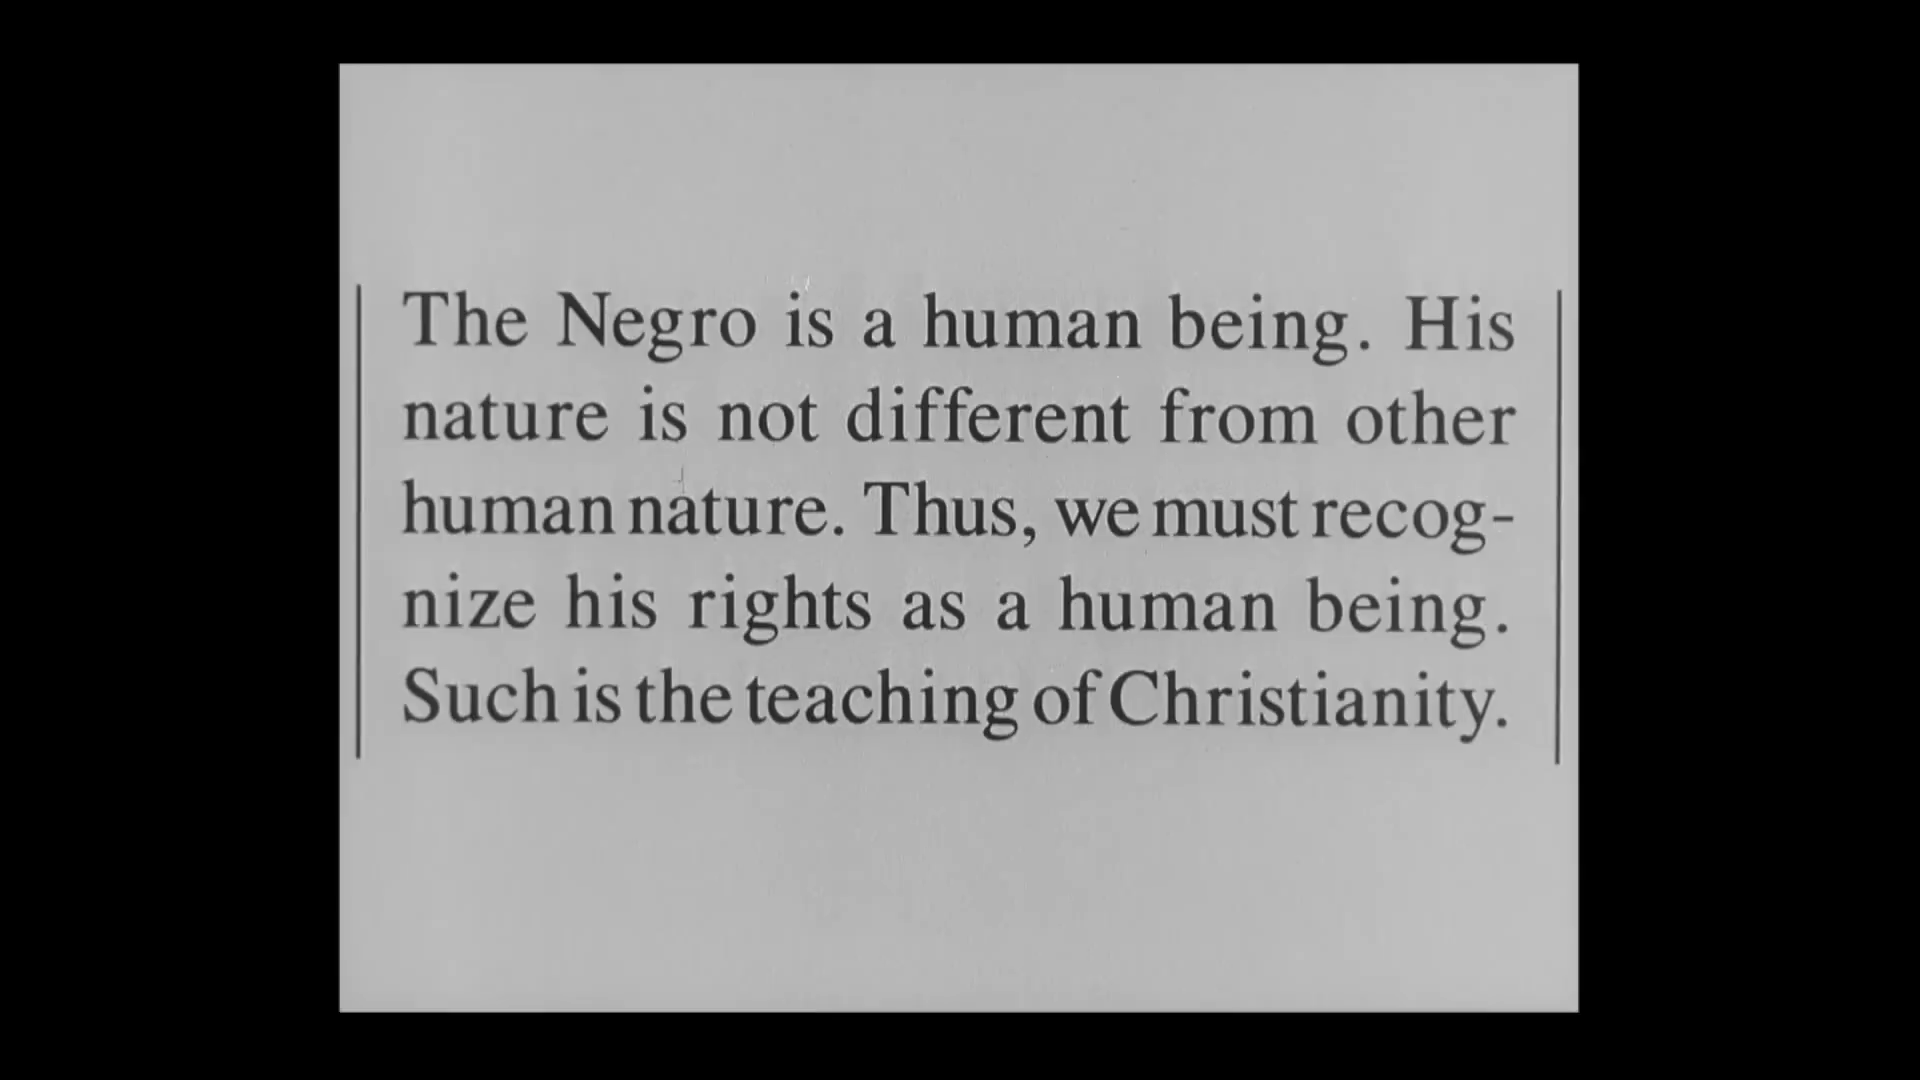 The Negro is a human being. His
nature is not different from other
human nature. Thus, we must recog-
nize his rights as a human being.
Such is the teaching of Christianity.